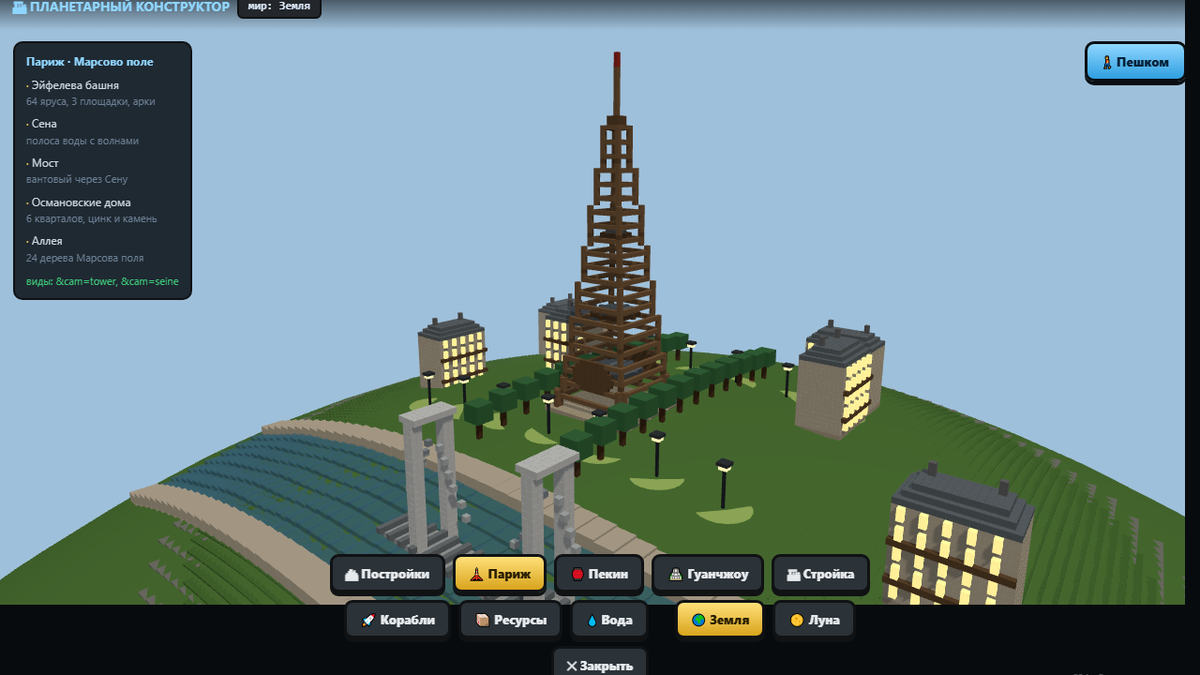 ПЛАНЕТАРНЫЙ КОНСТРУКТОР
мир: Земля
Париж · Марсово поле
· Эйфелева башня
64 яруса, 3 площадки, арки
· Сена
полоса воды с волнами
· Мост
вантовый через Сену
· Османовские дома
6 кварталов, цинк и камень
· Аллея
24 дерева Марсова поля
виды: &cam=tower, &cam=seine
Пешком
Постройки
Париж
Пекин
Гуанчжоу
Стройка
Корабли
Ресурсы
Вода
Земля
Луна
✕ Закрыть